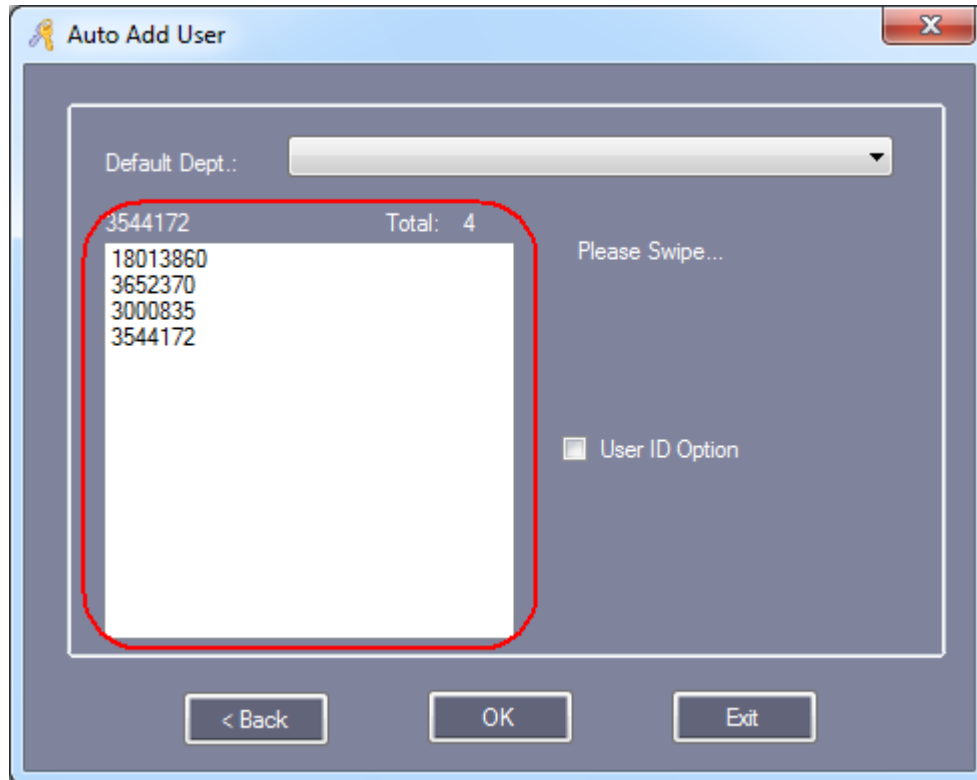 Auto Add User
Default Dept.:
3544172 Total: 4
18013860
3652370
3000835
3544172
Please Swipe...
User ID Option
< Back OK Exit